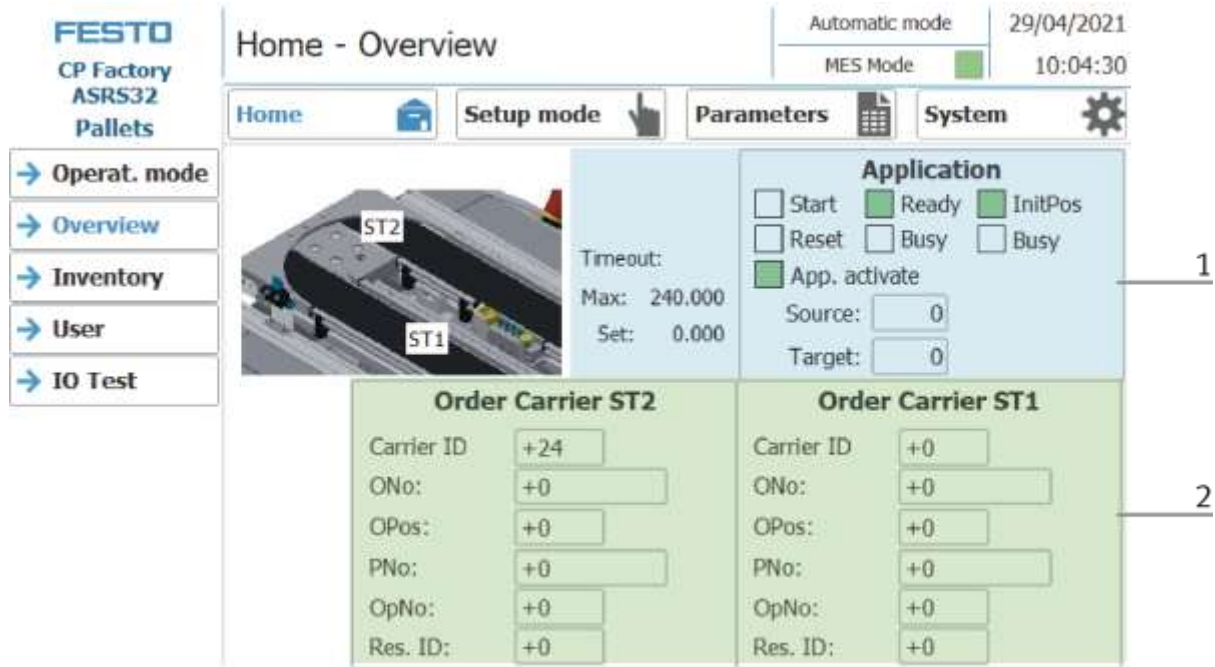 FESTO
CP Factory
ASRS32
Pallets
Home - Overview
Automatic mode
MES Mode
29/04/2021
10:04:30
Home
Setup mode
Parameters
System
Operat. mode
Overview
Inventory
User
IO Test
ST2
ST1
Timeout:
Max: 240.000
Set: 0.000
Application
Start Ready InitPos
Reset Busy Busy
App. activate
Source: 0
Target: 0
1
Order Carrier ST2
Carrier ID +24
ONo: +0
OPos: +0
PNo: +0
OpNo: +0
Res. ID: +0
Order Carrier ST1
Carrier ID +0
ONo: +0
OPos: +0
PNo: +0
OpNo: +0
Res. ID: +0
2